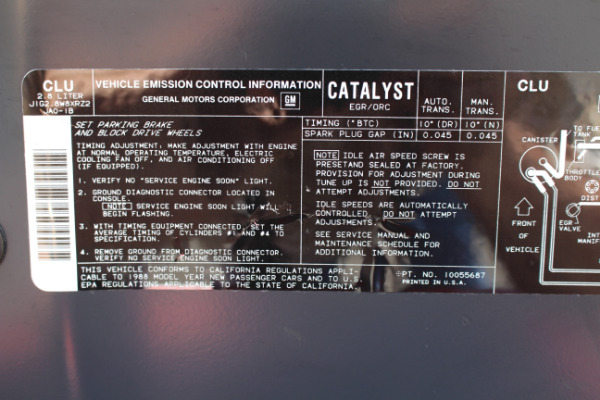 CLU
2.8 LITER
J1G2.8W8XRZ2
JAO-1B
VEHICLE EMISSION CONTROL INFORMATION
GENERAL MOTORS CORPORATION GM
CATALYST
EGR/ORC
AUTO. TRANS.
MAN. TRANS.
TIMING (°BTC) 10° (DR) 10° (N)
SPARK PLUG GAP (IN) 0.045 0.045
SET PARKING BRAKE
AND BLOCK DRIVE WHEELS
TIMING ADJUSTMENT: MAKE ADJUSTMENT WITH ENGINE
AT NORMAL OPERATING TEMPERATURE, ELECTRIC
COOLING FAN OFF, AND AIR CONDITIONING OFF
(IF EQUIPPED).
1. VERIFY NO "SERVICE ENGINE SOON" LIGHT.
2. GROUND DIAGNOSTIC CONNECTOR LOCATED IN
CONSOLE.
NOTE SERVICE ENGINE SOON LIGHT WILL
BEGIN FLASHING.
3. WITH TIMING EQUIPMENT CONNECTED, SET THE
AVERAGE TIMING OF CYLINDERS #1 AND #4 TO
SPECIFICATION.
4. REMOVE GROUND FROM DIAGNOSTIC CONNECTOR.
VERIFY NO SERVICE ENGINE SOON LIGHT.
THIS VEHICLE CONFORMS TO CALIFORNIA REGULATIONS APPLI-
CABLE TO 1988 MODEL YEAR NEW PASSENGER CARS AND TO U.S.
EPA REGULATIONS APPLICABLE TO THE STATE OF CALIFORNIA.
NOTE IDLE AIR SPEED SCREW IS
PRESET AND SEALED AT FACTORY.
PROVISION FOR ADJUSTMENT DURING
TUNE UP IS NOT PROVIDED. DO NOT
ATTEMPT ADJUSTMENTS.
IDLE SPEEDS ARE AUTOMATICALLY
CONTROLLED. DO NOT ATTEMPT
ADJUSTMENTS.
SEE SERVICE MANUAL AND
MAINTENANCE SCHEDULE FOR
ADDITIONAL INFORMATION.
PT. NO. 10055687
PRINTED IN U.S.A.
CLU
TO FUEL
TANK
CANISTER
THROTTLE
BODY
DIST
FRONT
OF
VEHICLE
EGR
VALVE
INT
MANIF